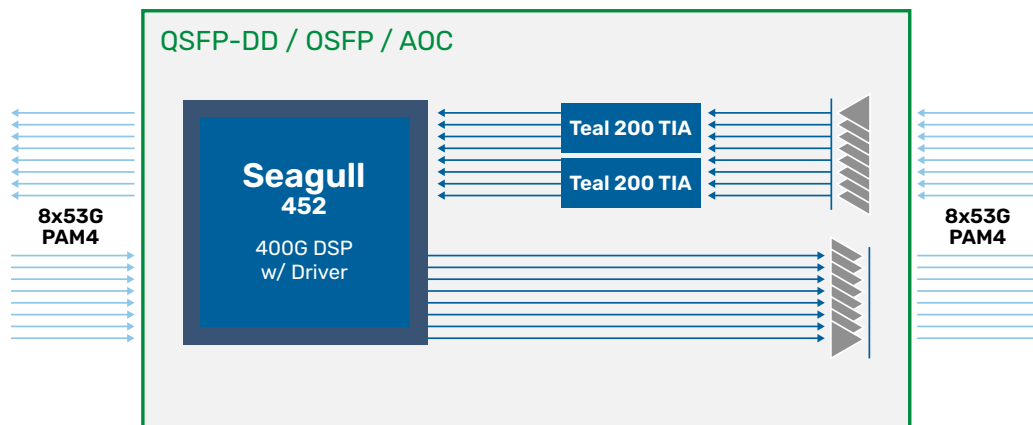 QSFP-DD / OSFP / AOC
Teal 200 TIA
Teal 200 TIA
Seagull
452
400G DSP
w/ Driver
8x53G
PAM4
8x53G
PAM4